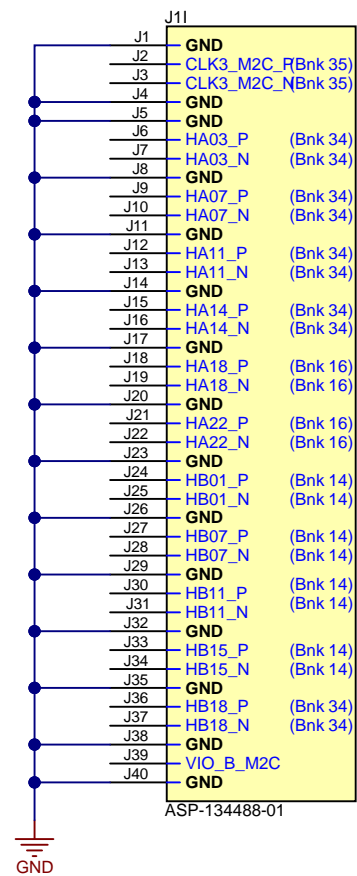 J1I
J1 GND
J2 CLK3_M2C_P (Bnk 35)
J3 CLK3_M2C_N (Bnk 35)
J4 GND
J5 GND
J6 HA03_P (Bnk 34)
J7 HA03_N (Bnk 34)
J8 GND
J9 HA07_P (Bnk 34)
J10 HA07_N (Bnk 34)
J11 GND
J12 HA11_P (Bnk 34)
J13 HA11_N (Bnk 34)
J14 GND
J15 HA14_P (Bnk 34)
J16 HA14_N (Bnk 34)
J17 GND
J18 HA18_P (Bnk 16)
J19 HA18_N (Bnk 16)
J20 GND
J21 HA22_P (Bnk 16)
J22 HA22_N (Bnk 16)
J23 GND
J24 HB01_P (Bnk 14)
J25 HB01_N (Bnk 14)
J26 GND
J27 HB07_P (Bnk 14)
J28 HB07_N (Bnk 14)
J29 GND
J30 HB11_P (Bnk 14)
J31 HB11_N (Bnk 14)
J32 GND
J33 HB15_P (Bnk 14)
J34 HB15_N (Bnk 14)
J35 GND
J36 HB18_P (Bnk 34)
J37 HB18_N (Bnk 34)
J38 GND
J39 VIO_B_M2C
J40 GND
ASP-134488-01
GND